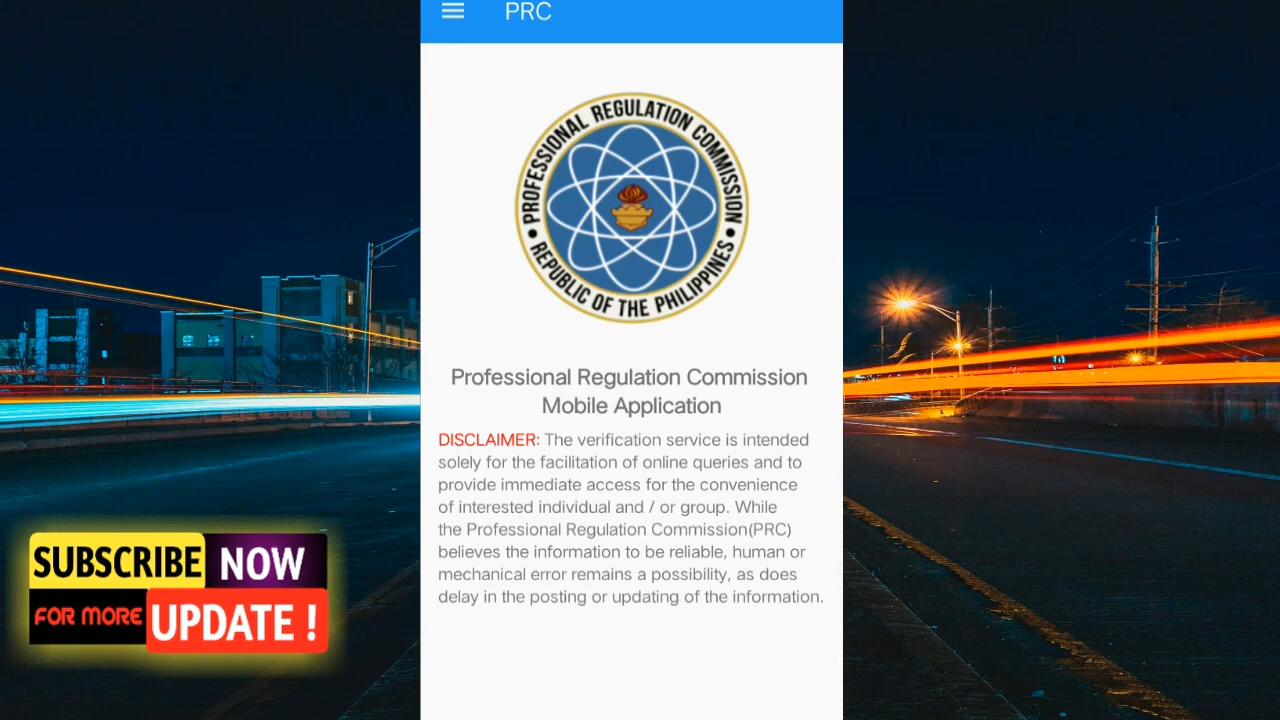 PRC
PROFESSIONAL REGULATION COMMISSION
• REPUBLIC OF THE PHILIPPINES •
Professional Regulation Commission
Mobile Application
DISCLAIMER: The verification service is intended
solely for the facilitation of online queries and to
provide immediate access for the convenience
of interested individual and / or group. While
the Professional Regulation Commission(PRC)
believes the information to be reliable, human or
mechanical error remains a possibility, as does
delay in the posting or updating of the information.
SUBSCRIBE NOW
FOR MORE UPDATE !